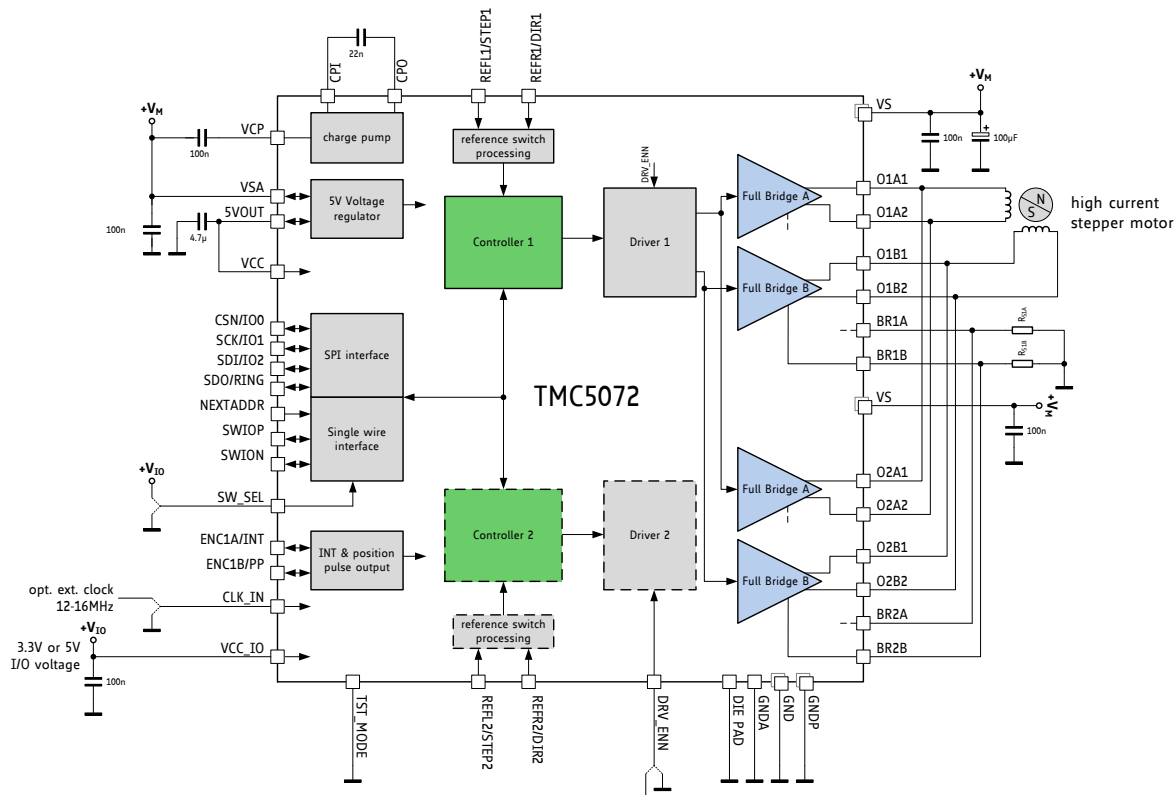 22n
CPI
CPO
REFL1/STEP1
REFR1/DIR1
+VM
VCP
100n
charge pump
reference switch
processing
+VM
VS
100n
+
100µF
VSA
5VOUT
100n
4.7µ
VCC
5V Voltage
regulator
Controller 1
DRV_ENN
Driver 1
Full Bridge A
O1A1
O1A2
N
S
high current
stepper motor
Full Bridge B
O1B1
O1B2
BR1A
RS1A
BR1B
RS1B
CSN/IO0
SCK/IO1
SDI/IO2
SDO/RING
SPI interface
NEXTADDR
SWIOP
SWION
Single wire
interface
TMC5072
VS
+VM
100n
+VIO
SW_SEL
Full Bridge A
O2A1
O2A2
ENC1A/INT
ENC1B/PP
INT & position
pulse output
Controller 2
Driver 2
Full Bridge B
O2B1
O2B2
opt. ext. clock
12-16MHz
CLK_IN
reference switch
processing
BR2A
BR2B
+VIO
3.3V or 5V
I/O voltage
VCC_IO
100n
TST_MODE
REFL2/STEP2
REFR2/DIR2
DRV_ENN
DIE PAD
GNDA
GND
GNDP